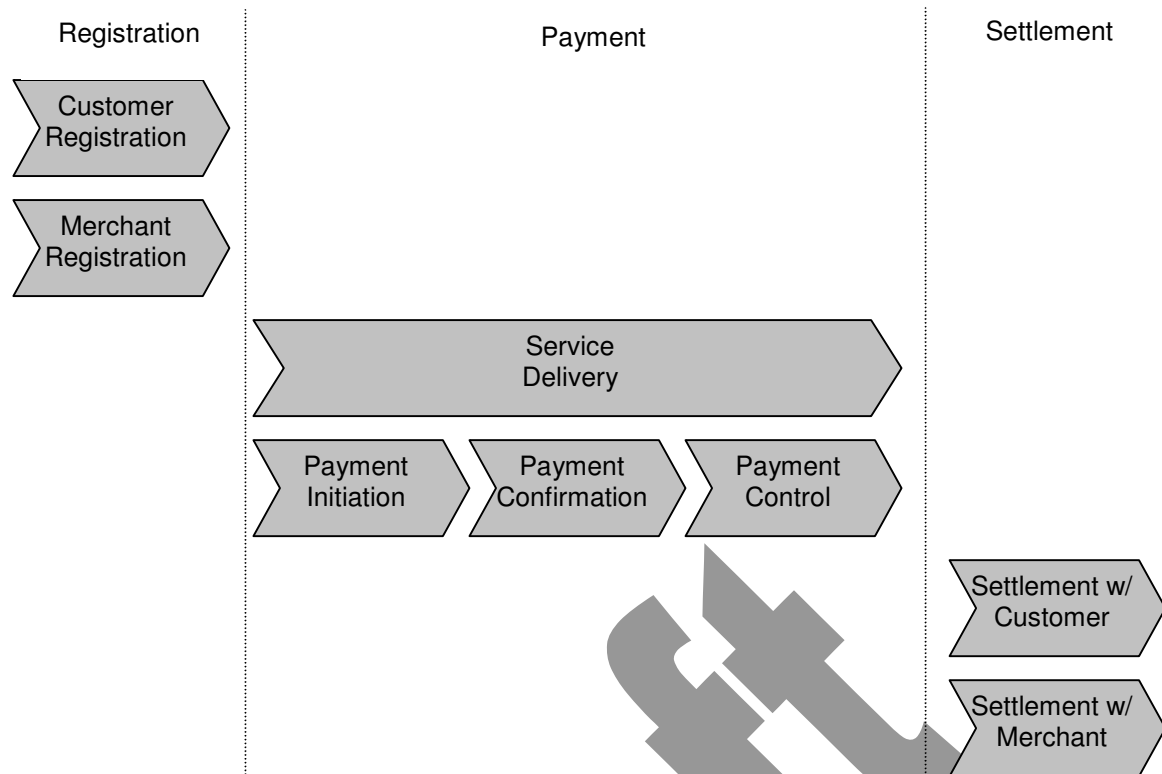 Registration
Payment
Settlement
Customer
Registration
Merchant
Registration
Service
Delivery
Payment
Initiation
Payment
Confirmation
Payment
Control
Settlement w/
Customer
Settlement w/
Merchant
ft